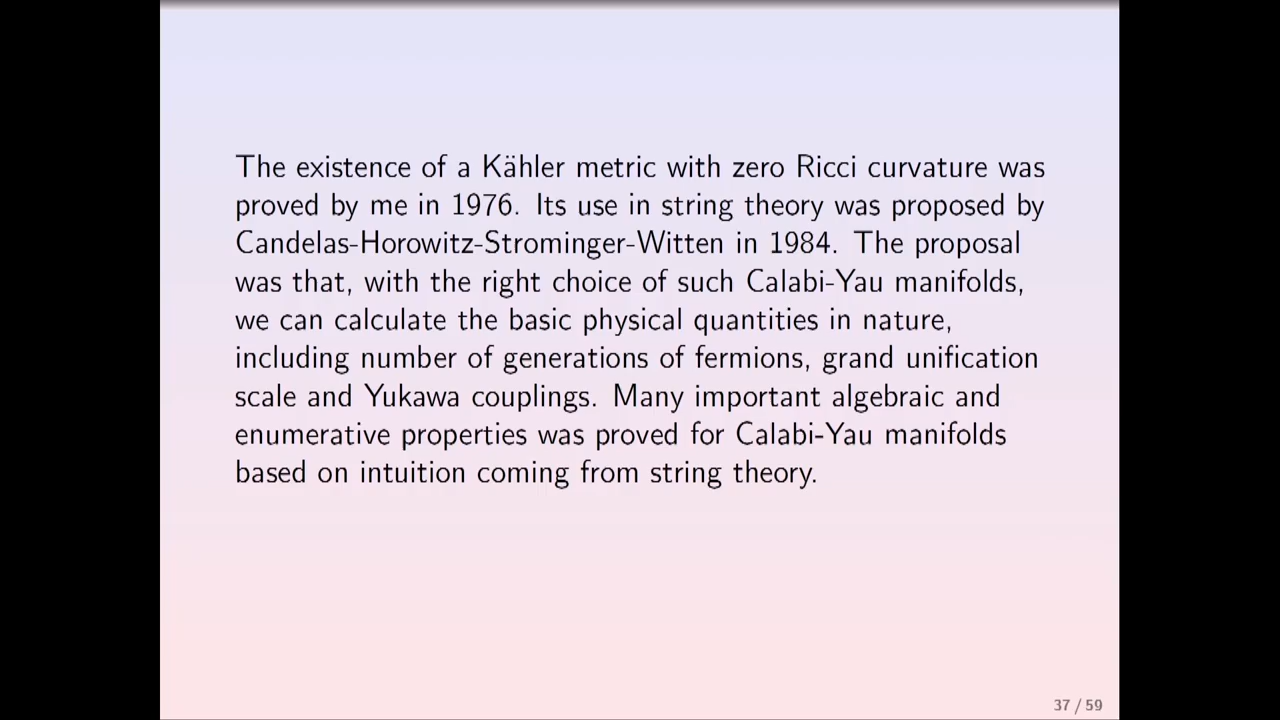 The existence of a Kähler metric with zero Ricci curvature was
proved by me in 1976. Its use in string theory was proposed by
Candelas-Horowitz-Strominger-Witten in 1984. The proposal
was that, with the right choice of such Calabi-Yau manifolds,
we can calculate the basic physical quantities in nature,
including number of generations of fermions, grand unification
scale and Yukawa couplings. Many important algebraic and
enumerative properties was proved for Calabi-Yau manifolds
based on intuition coming from string theory.
37 / 59